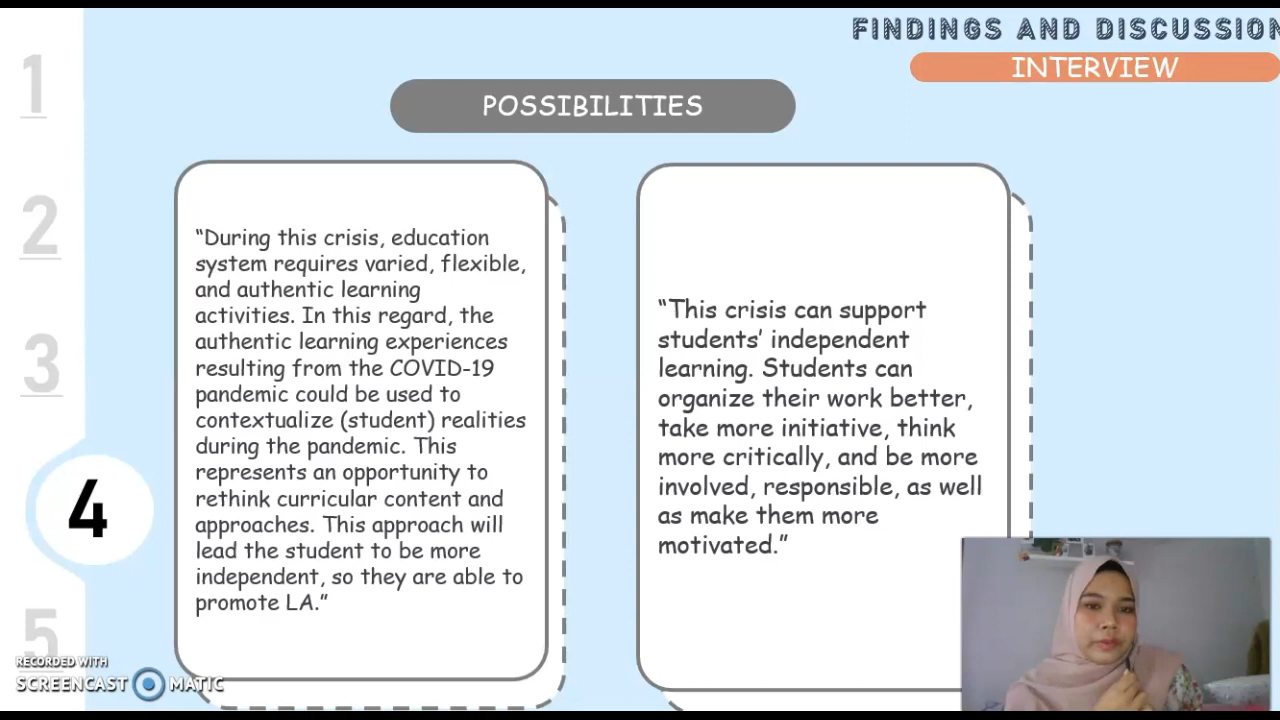 FINDINGS AND DISCUSSION
INTERVIEW
POSSIBILITIES
1
2
3
4
5
“During this crisis, education
system requires varied, flexible,
and authentic learning
activities. In this regard, the
authentic learning experiences
resulting from the COVID-19
pandemic could be used to
contextualize (student) realities
during the pandemic. This
represents an opportunity to
rethink curricular content and
approaches. This approach will
lead the student to be more
independent, so they are able to
promote LA.”
“This crisis can support
students’ independent
learning. Students can
organize their work better,
take more initiative, think
more critically, and be more
involved, responsible, as well
as make them more
motivated.”
RECORDED WITH
SCREENCAST MATIC